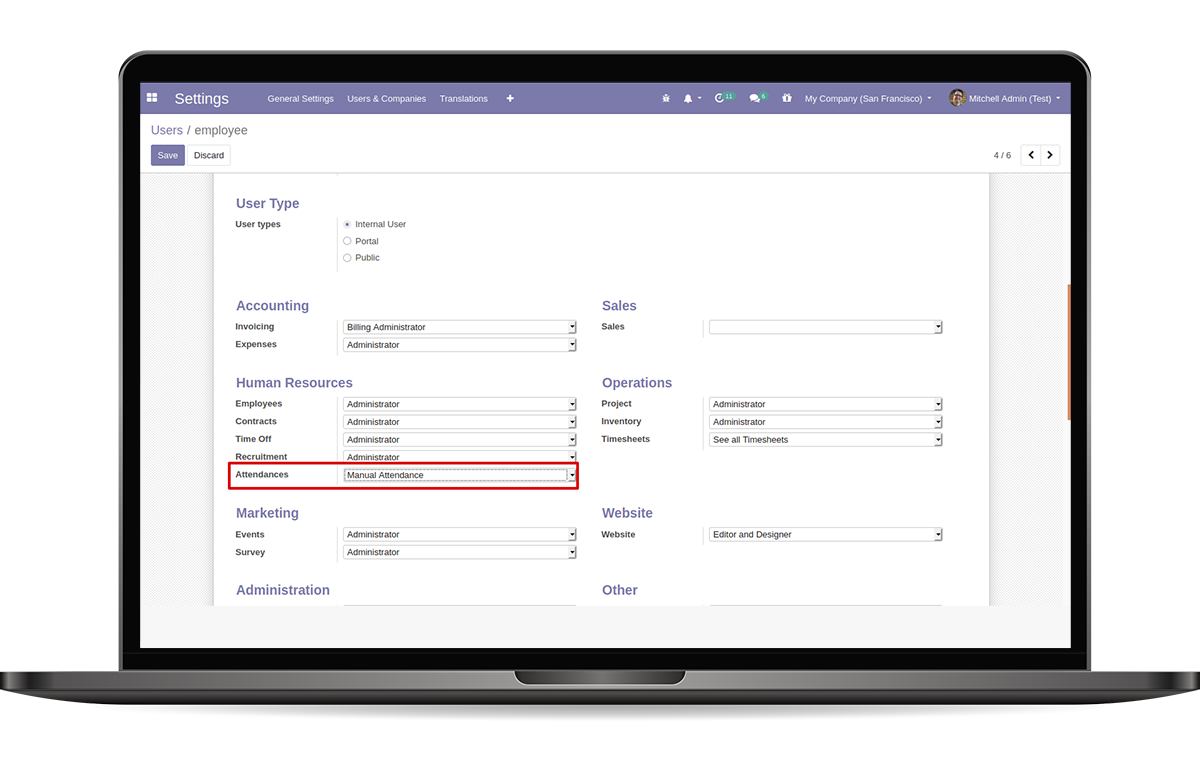 Settings General Settings Users & Companies Translations + 11 6 My Company (San Francisco) Mitchell Admin (Test)
Users / employee
Save Discard 4 / 6
User Type
User types Internal User
Portal
Public
Accounting Sales
Invoicing Billing Administrator Sales
Expenses Administrator
Human Resources Operations
Employees Administrator Project Administrator
Contracts Administrator Inventory Administrator
Time Off Administrator Timesheets See all Timesheets
Recruitment Administrator
Attendances Manual Attendance
Marketing Website
Events Administrator Website Editor and Designer
Survey Administrator
Administration Other